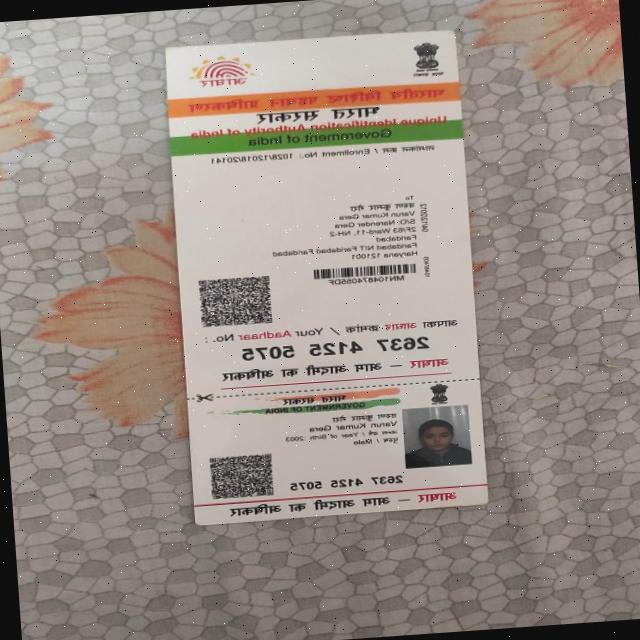 आधार
भारतीय विशिष्ट पहचान प्राधिकरण
भारत सरकार
Unique Identification Authority of India
Government of India
नामांकन क्रम / Enrollment No.: 1028/12018/20141
To
वरुण कुमार गेरा
Varun Kumar Gera
S/O: Narender Gera
2F/53 Ward-11, NH-2
Faridabad
Faridabad NIT Faridabad Faridabad
Haryana 121001
MN104874055DF
आपका आधार क्रमांक / Your Aadhaar No. :
2637 4125 5075
आधार — आम आदमी का अधिकार
भारत सरकार
GOVERNMENT OF INDIA
वरुण कुमार गेरा
Varun Kumar Gera
जन्म वर्ष / Year of Birth: 2003
पुरुष / Male
2637 4125 5075
आधार — आम आदमी का अधिकार